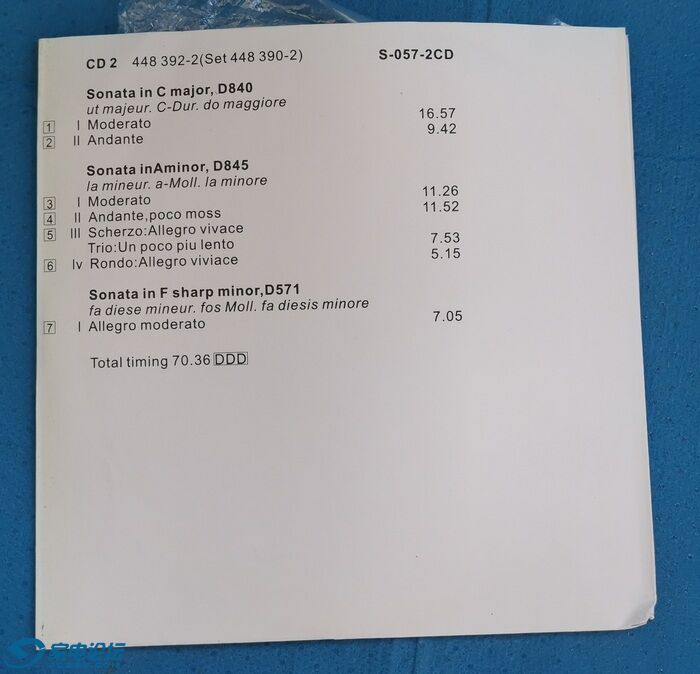 CD 2 448 392-2(Set 448 390-2) S-057-2CD
Sonata in C major, D840
ut majeur. C-Dur. do maggiore
1 I Moderato 16.57
2 II Andante 9.42
Sonata inAminor, D845
la mineur. a-Moll. la minore
3 I Moderato 11.26
4 II Andante,poco moss 11.52
5 III Scherzo:Allegro vivace
Trio:Un poco piu lento 7.53
6 Iv Rondo:Allegro viviace 5.15
Sonata in F sharp minor,D571
fa diese mineur. fos Moll. fa diesis minore
7 I Allegro moderato 7.05
Total timing 70.36 DDD
家电论坛